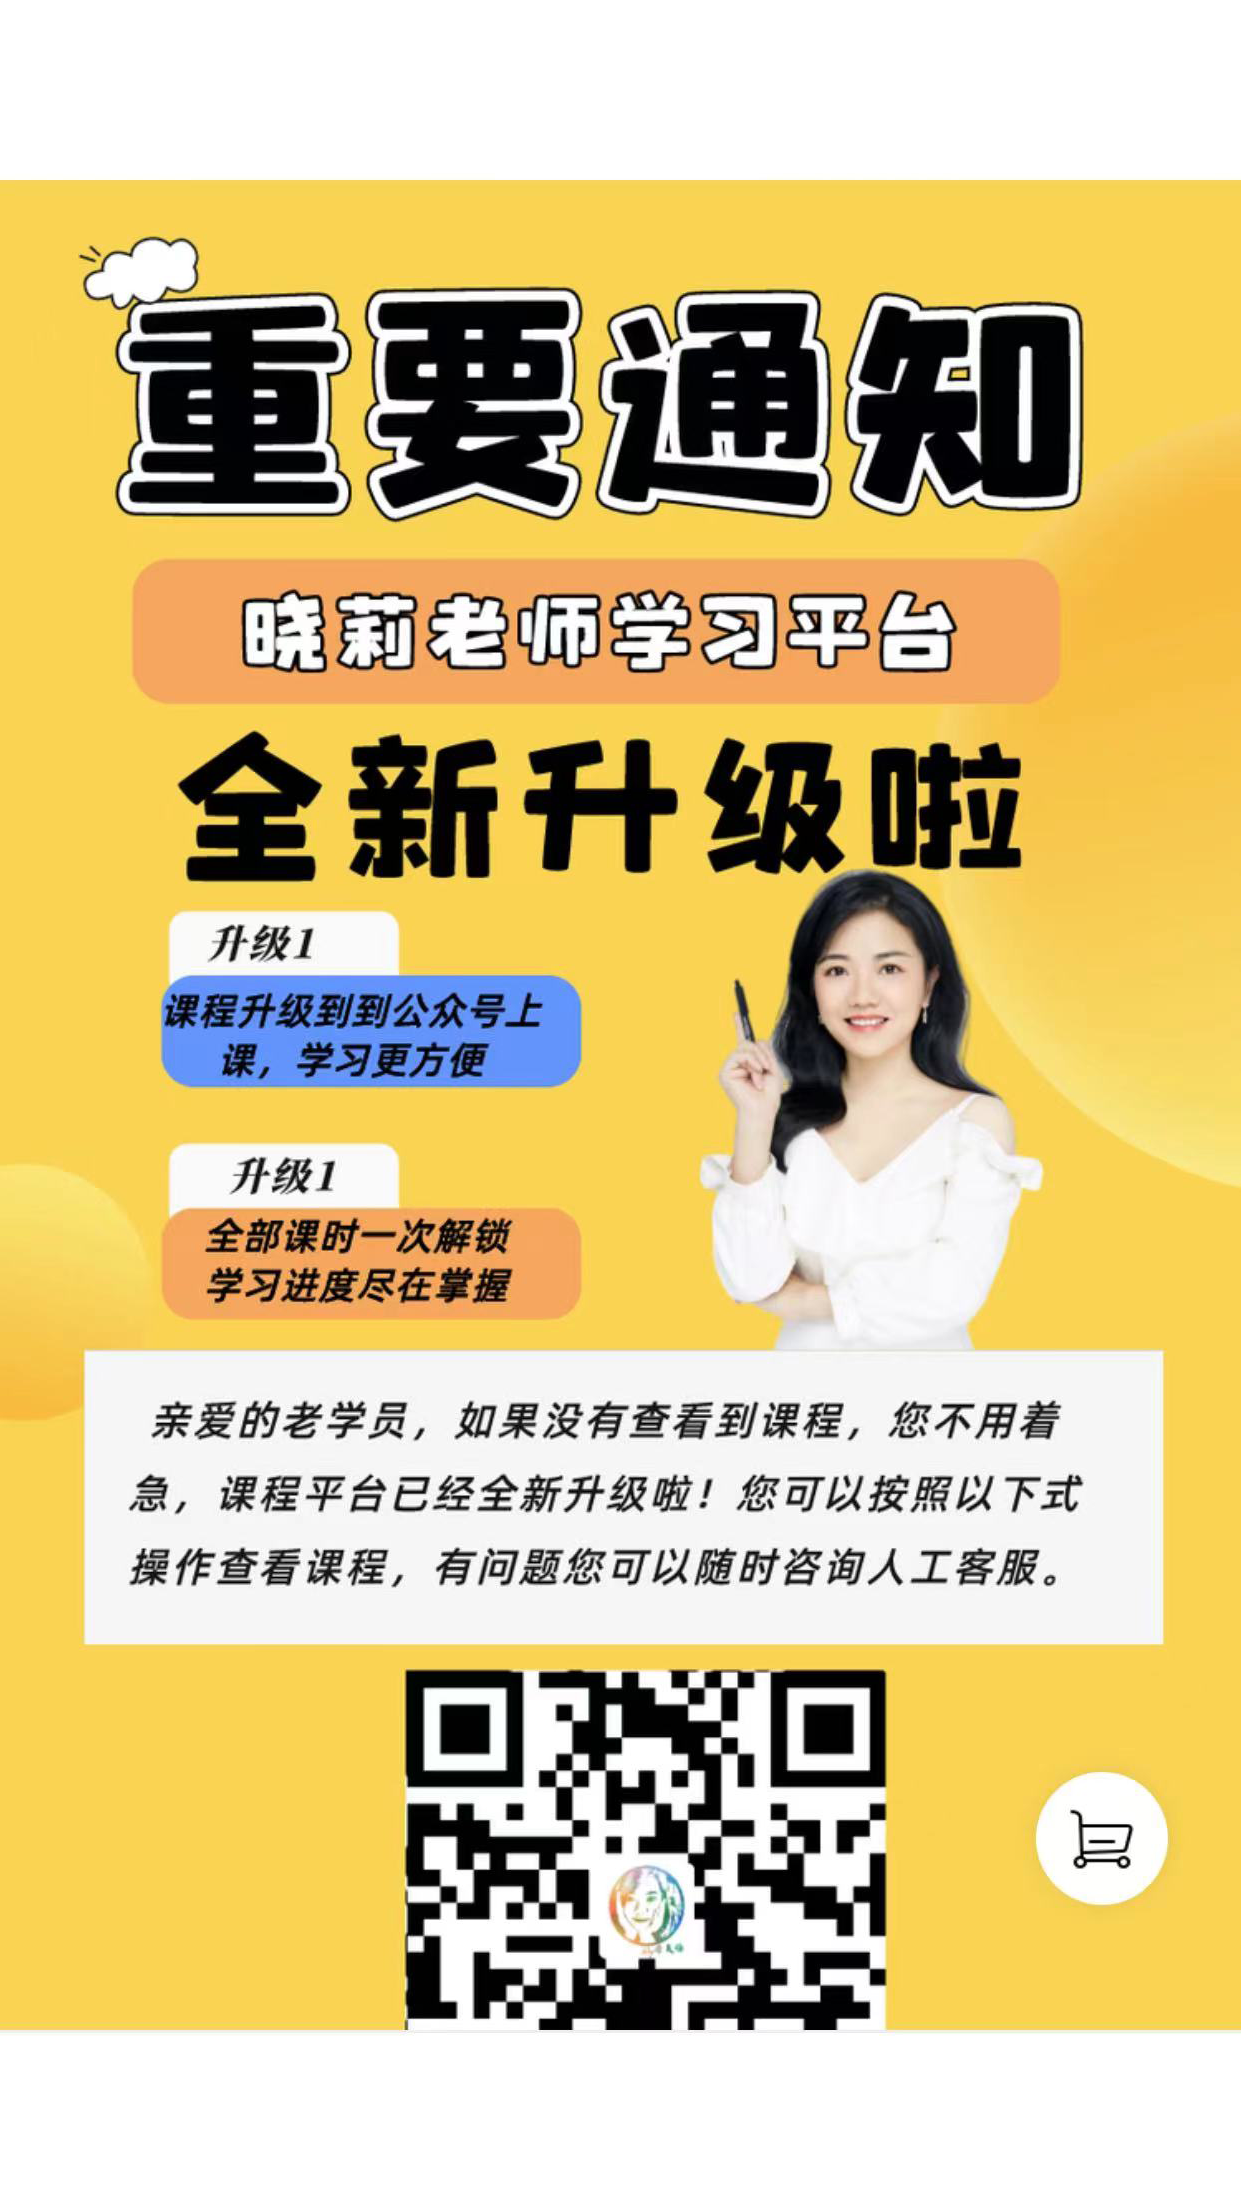 重要通知
晓莉老师学习平台
全新升级啦
升级1
课程升级到到公众号上
课，学习更方便
升级1
全部课时一次解锁
学习进度尽在掌握
亲爱的老学员，如果没有查看到课程，您不用着
急，课程平台已经全新升级啦！您可以按照以下式
操作查看课程，有问题您可以随时咨询人工客服。